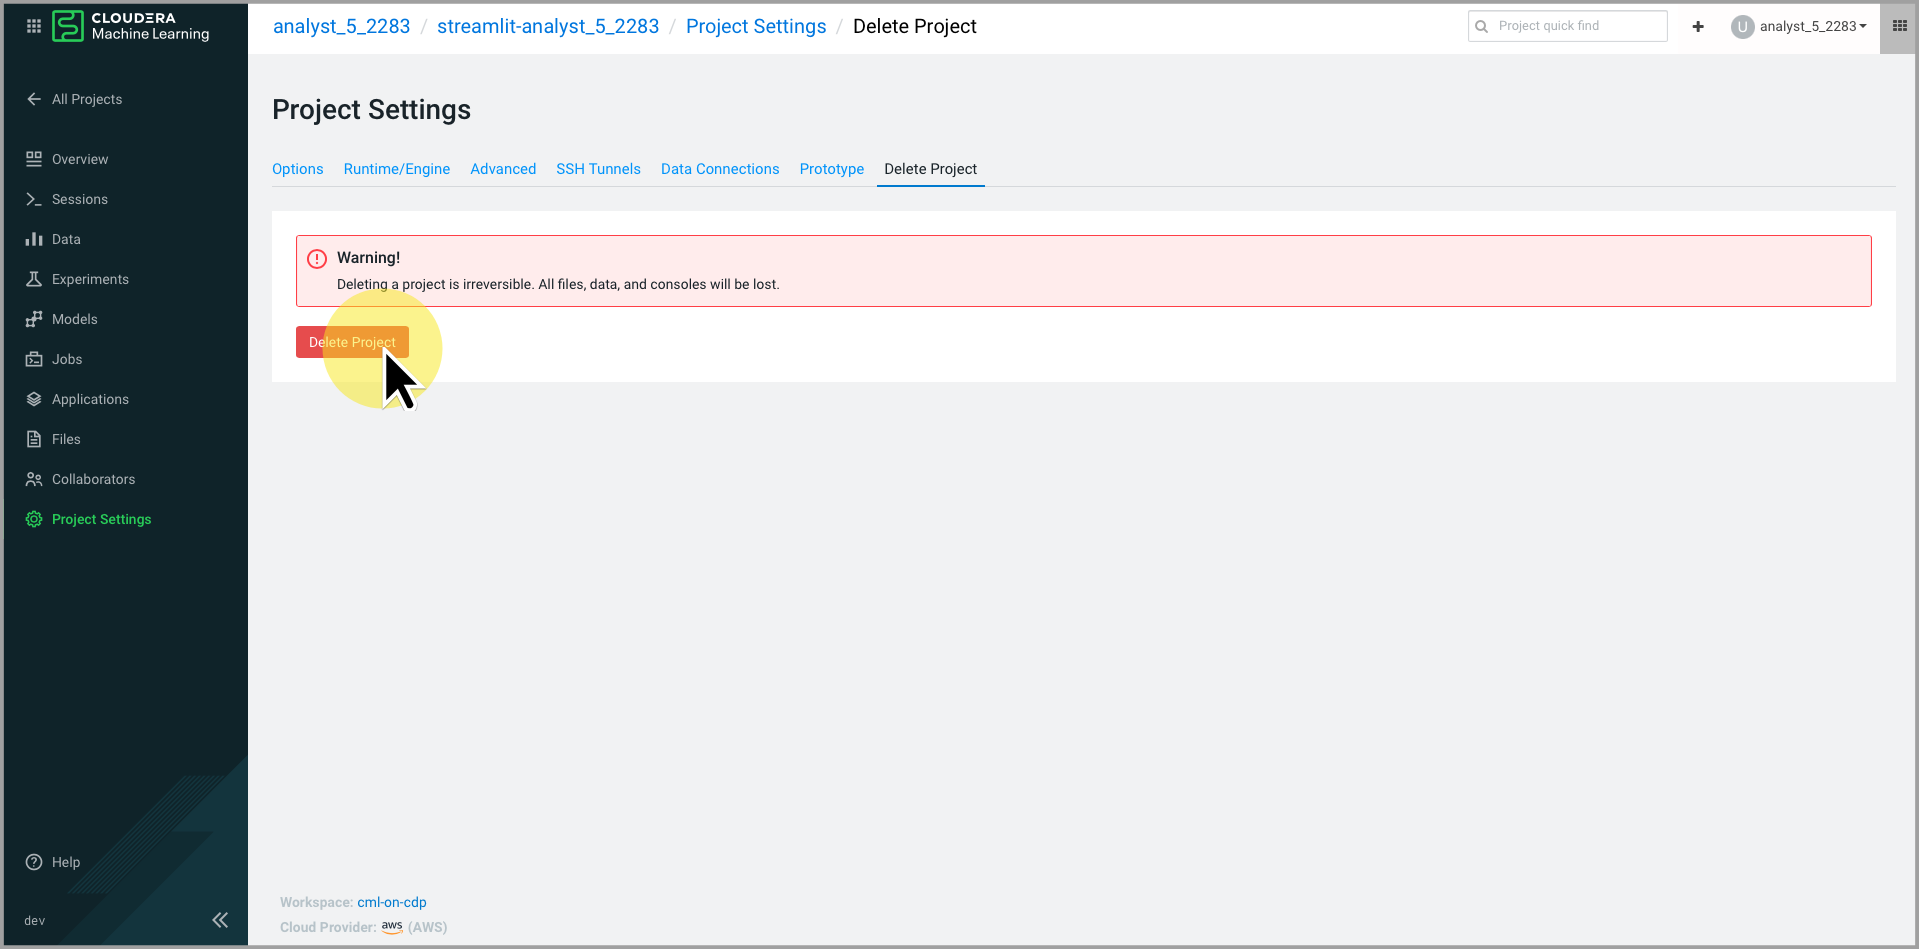 CLOUDERA
Machine Learning
analyst_5_2283 / streamlit-analyst_5_2283 / Project Settings / Delete Project
Project quick find
+
U analyst_5_2283
All Projects
Overview
Sessions
Data
Experiments
Models
Jobs
Applications
Files
Collaborators
Project Settings
Help
dev
Project Settings
Options Runtime/Engine Advanced SSH Tunnels Data Connections Prototype Delete Project
Warning!
Deleting a project is irreversible. All files, data, and consoles will be lost.
Delete Project
Workspace: cml-on-cdp
Cloud Provider: aws (AWS)